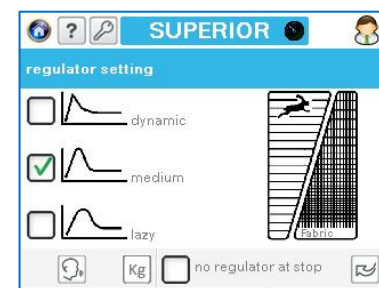 ?
SUPERIOR
regulator setting
dynamic
medium
lazy
Fabric
Kg
no regulator at stop